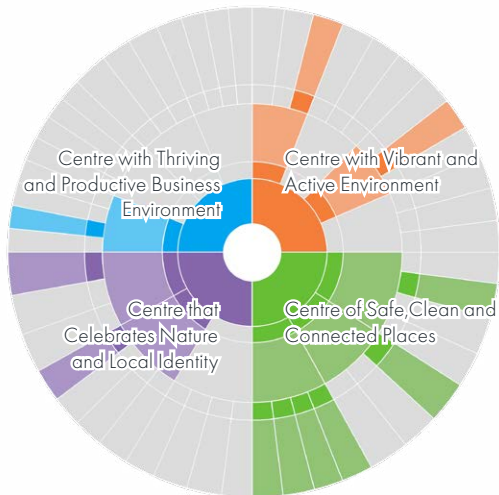 Centre with Thriving
and Productive Business
Environment
Centre with Vibrant and
Active Environment
Centre that
Celebrates Nature
and Local Identity
Centre of Safe,Clean and
Connected Places